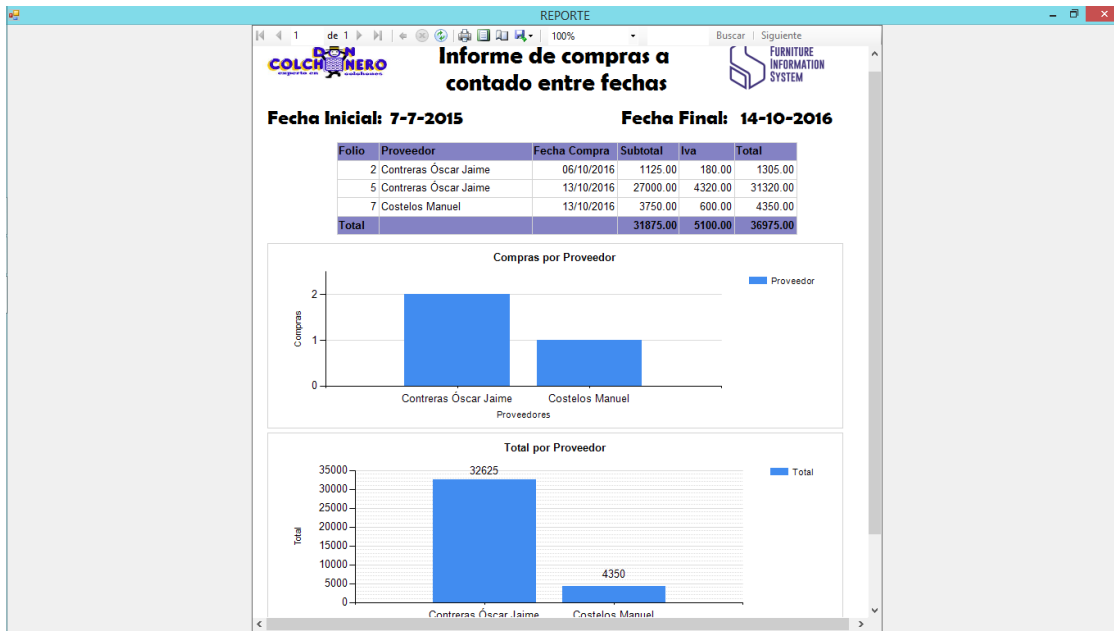 REPORTE
1 de 1 100% Buscar | Siguiente
DON
COLCHONERO
experto en colchones
Informe de compras a
contado entre fechas
FURNITURE
INFORMATION
SYSTEM
Fecha Inicial: 7-7-2015 Fecha Final: 14-10-2016
Folio Proveedor Fecha Compra Subtotal Iva Total
2 Contreras Óscar Jaime 06/10/2016 1125.00 180.00 1305.00
5 Contreras Óscar Jaime 13/10/2016 27000.00 4320.00 31320.00
7 Costelos Manuel 13/10/2016 3750.00 600.00 4350.00
Total 31875.00 5100.00 36975.00
Compras por Proveedor
Proveedor
2
1
0
Compras
Contreras Óscar Jaime Costelos Manuel
Proveedores
Total por Proveedor
Total
35000
30000
25000
20000
15000
10000
5000
0
Total
32625
4350
Contreras Óscar Jaime Costelos Manuel